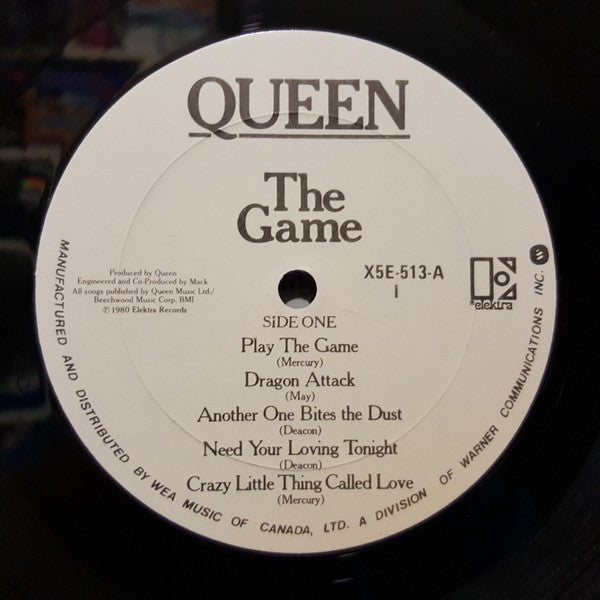 QUEEN
The
Game
Produced by Queen
Engineered and Co-Produced by Mack
All songs published by Queen Music Ltd./
Beechwood Music Corp. BMI
℗ 1980 Elektra Records
X5E-513-A
I
®elektra
SiDE ONE
Play The Game
(Mercury)
Dragon Attack
(May)
Another One Bites the Dust
(Deacon)
Need Your Loving Tonight
(Deacon)
Crazy Little Thing Called Love
(Mercury)
MANUFACTURED AND DISTRIBUTED BY WEA MUSIC OF CANADA, LTD. A DIVISION OF WARNER COMMUNICATIONS INC.